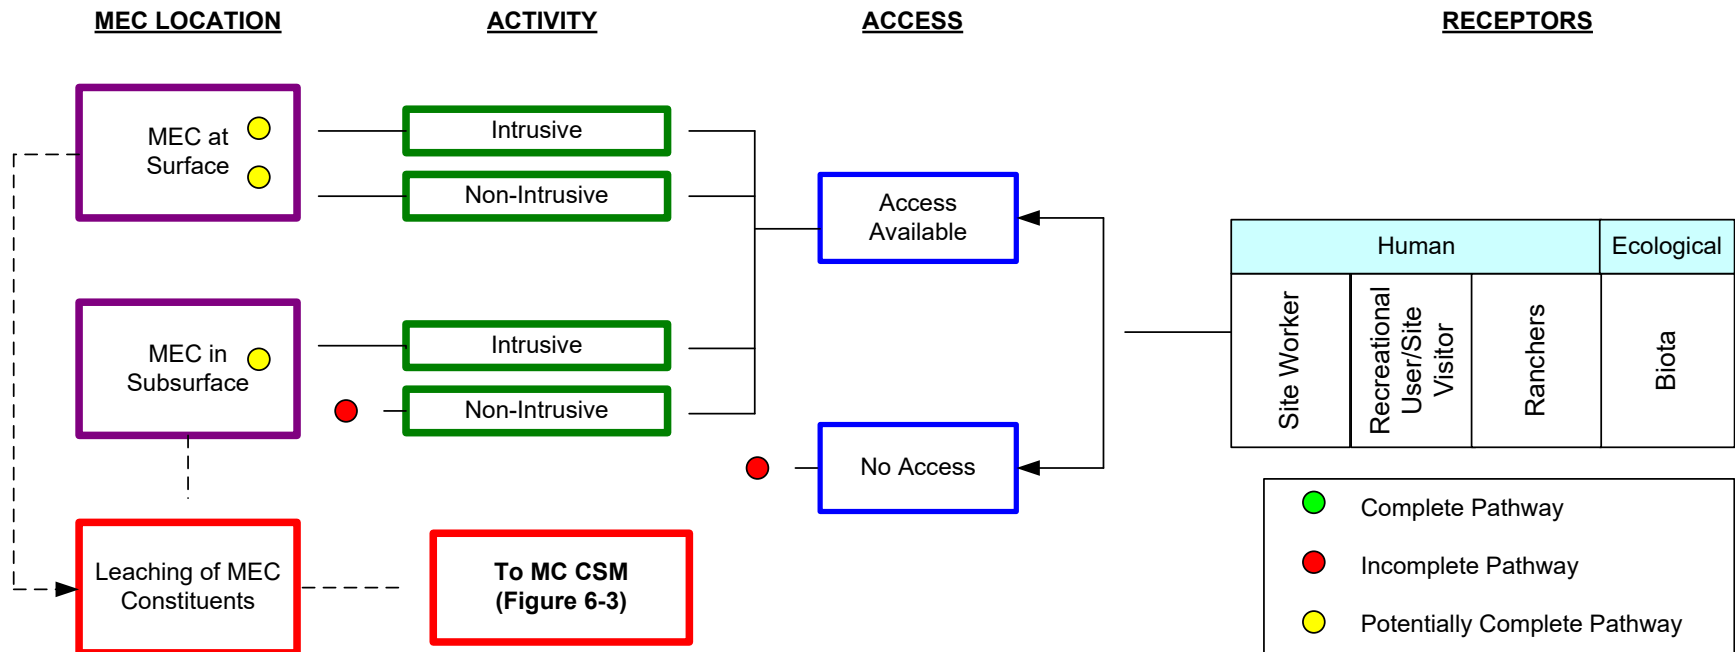 MEC LOCATION
ACTIVITY
ACCESS
RECEPTORS
MEC at
Surface
Intrusive
Non-Intrusive
Access
Available
Human
Ecological
Site Worker
Recreational
User/Site
Visitor
Ranchers
Biota
MEC in
Subsurface
Intrusive
Non-Intrusive
No Access
Leaching of MEC
Constituents
To MC CSM
(Figure 6-3)
Complete Pathway
Incomplete Pathway
Potentially Complete Pathway